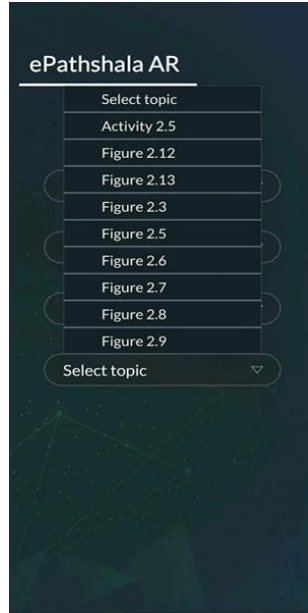 ePathshala AR
Select topic
Activity 2.5
Figure 2.12
Figure 2.13
Figure 2.3
Figure 2.5
Figure 2.6
Figure 2.7
Figure 2.8
Figure 2.9
Select topic